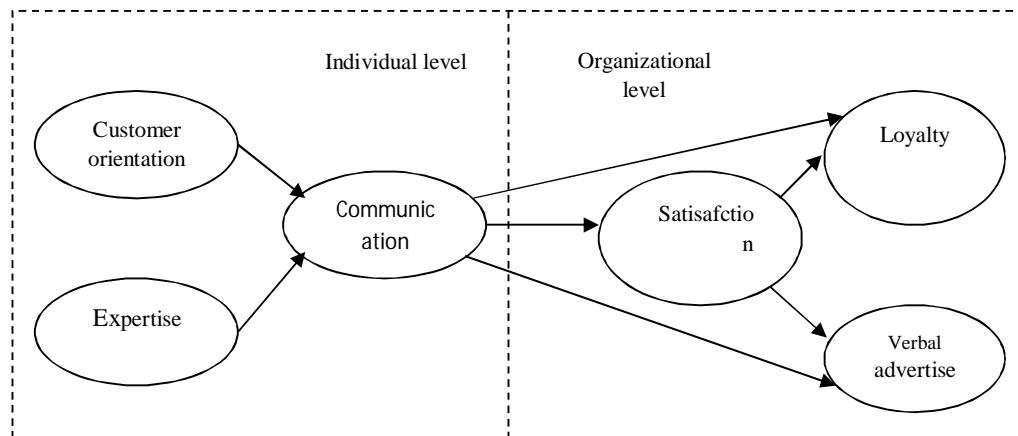 Individual level
Organizational
level
Customer
orientation
Loyalty
Communic
ation
Satisafctio
n
Expertise
Verbal
advertise